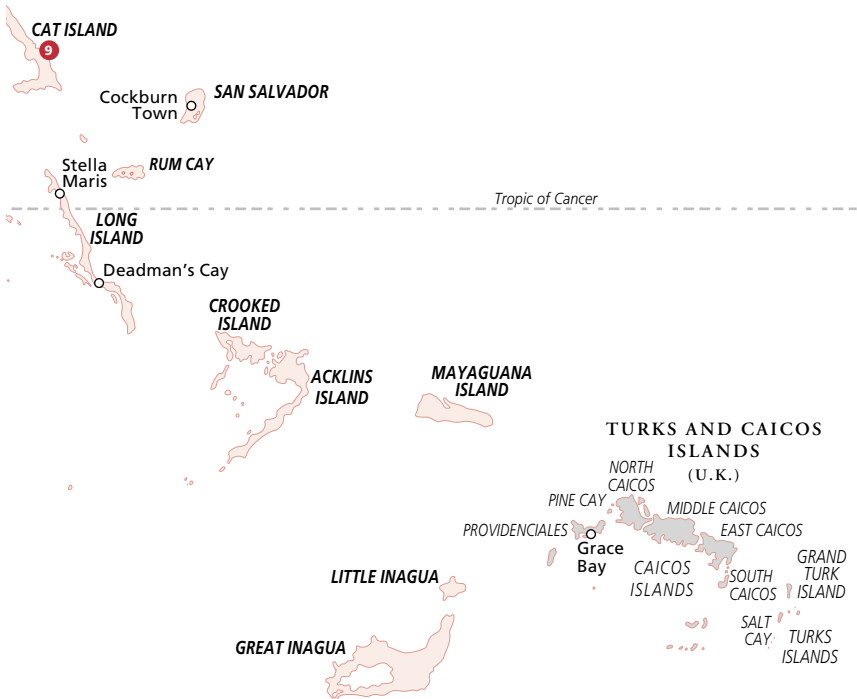 CAT ISLAND
9
Cockburn
Town
SAN SALVADOR
Stella
Maris
RUM CAY
Tropic of Cancer
LONG
ISLAND
Deadman's Cay
CROOKED
ISLAND
ACKLINS
ISLAND
MAYAGUANA
ISLAND
TURKS AND CAICOS
ISLANDS
(U.K.)
NORTH
CAICOS
PINE CAY
MIDDLE CAICOS
PROVIDENCIALES
EAST CAICOS
Grace
Bay
CAICOS
ISLANDS
SOUTH
CAICOS
GRAND
TURK
ISLAND
LITTLE INAGUA
SALT
CAY
TURKS
ISLANDS
GREAT INAGUA